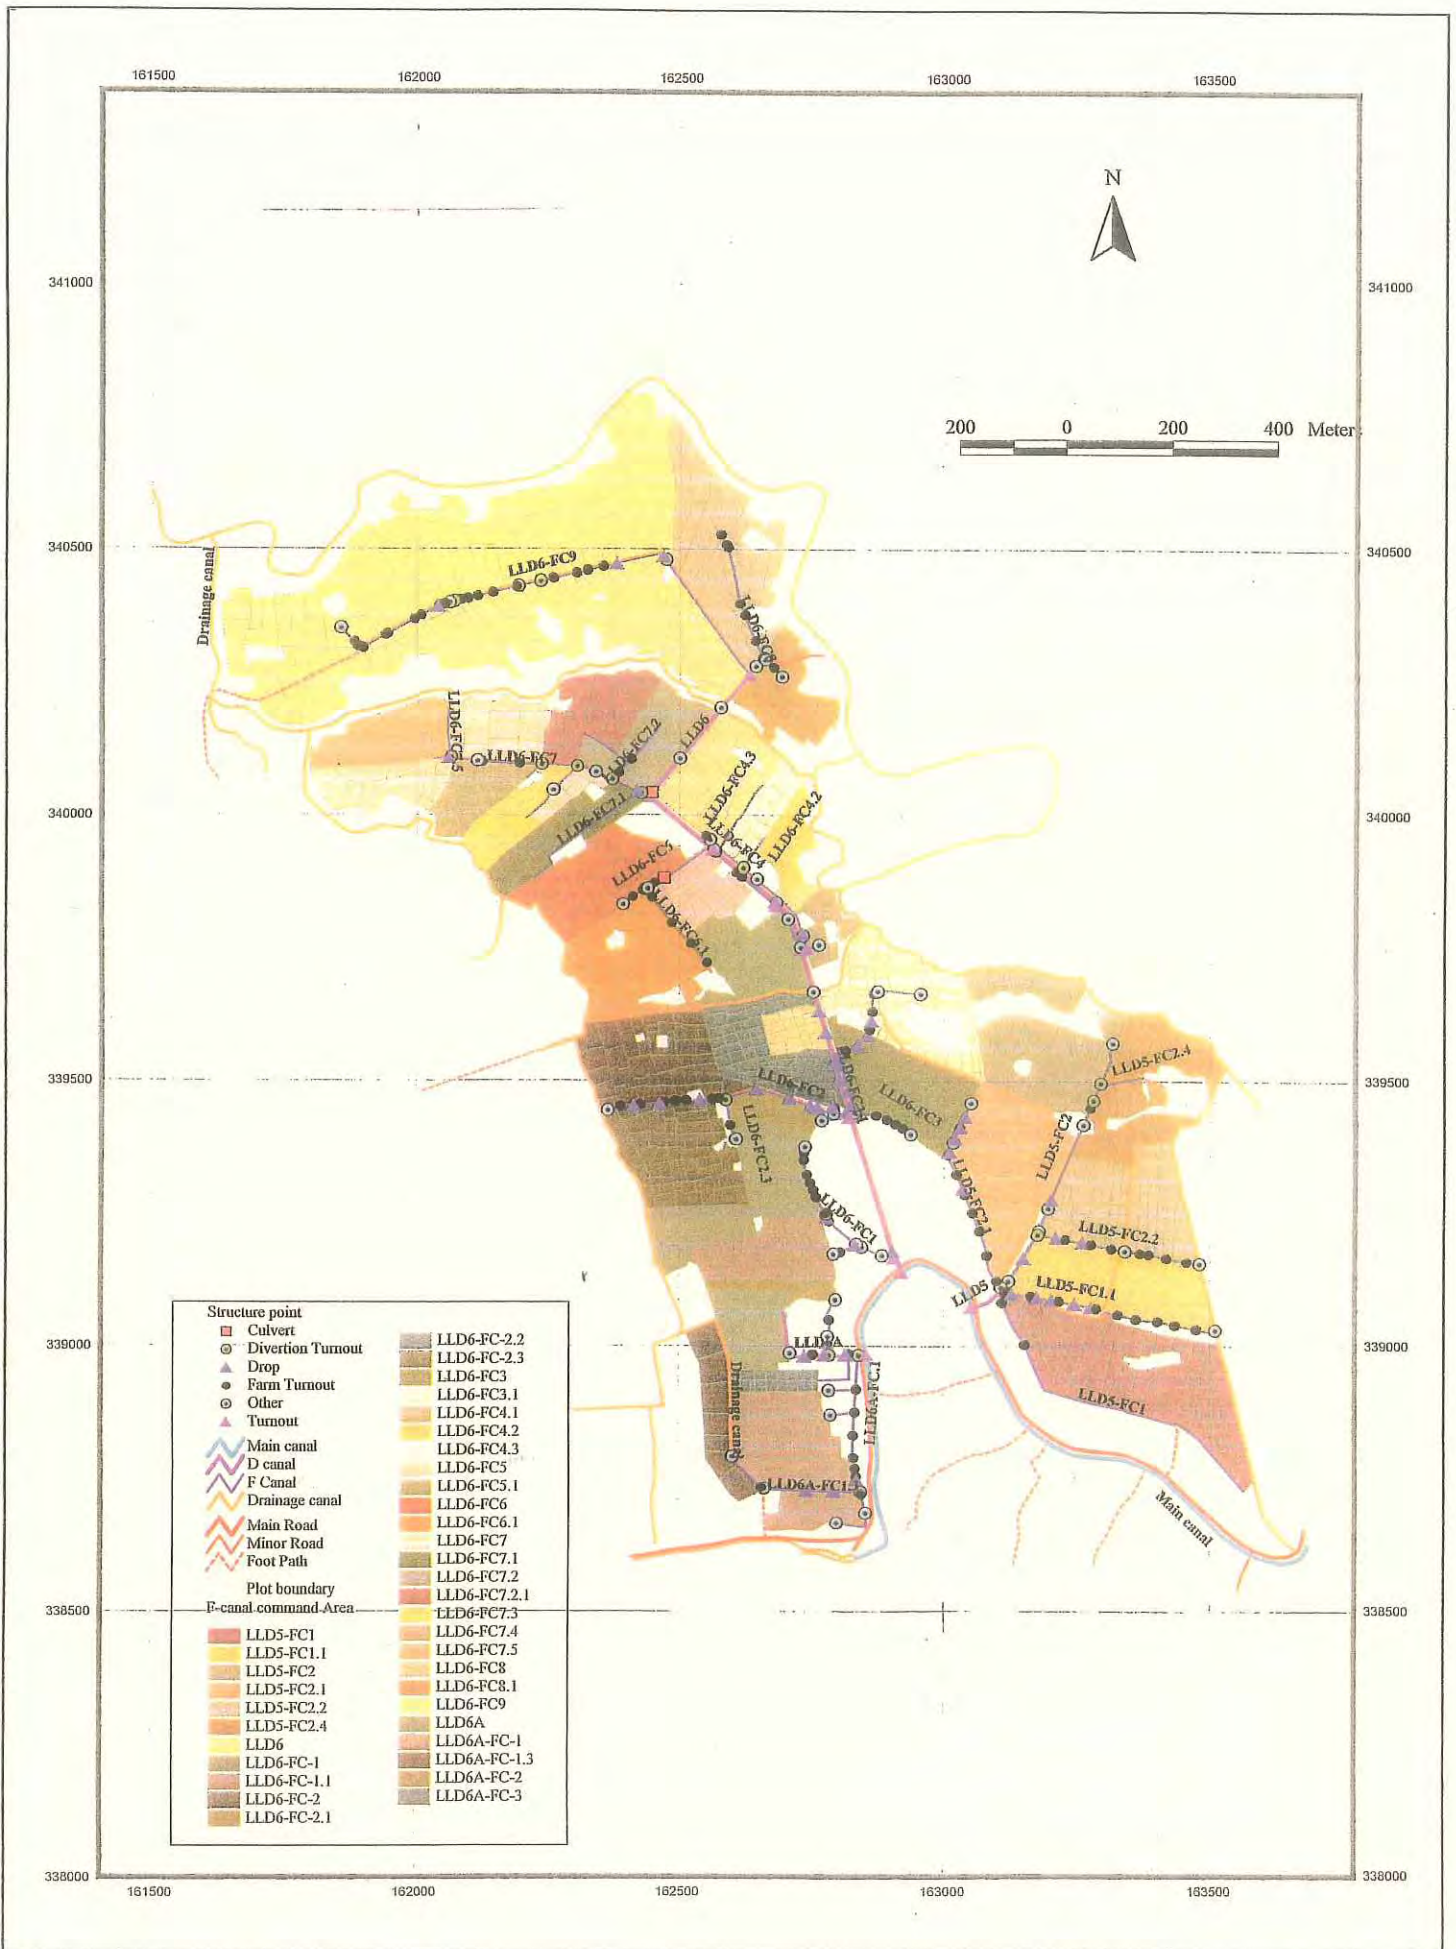 161500 162000 162500 163000 163500
N
341000 341000
200 0 200 400 Meter
340500 340500
LLD6-FC9
Drainage canal
LLD6-FC8
LLD6-FC7
LLD6-FC7.2
LLD6
LLD6-FC4.3
LLD6-FC4.2
340000 340000
LLD6-FC7.1
LLD6-FC4
LLD6-FC6
LLD6-FC6.1
339500 339500
LLD5-FC2.4
LLD6-FC2
LLD6-FC3
LLD5-FC2
LLD6-FC2.3
LLD5-FC2.1
LLD6-FC1
LLD5-FC2.2
LLD5
LLD5-FC1.1
339000 339000
LLD6A
Drainage canal
LLD6A-FC.1
LLD5-FC1
LLD6A-FC1.3
Main canal
338500 338500
Structure point
Culvert
Divertion Turnout
Drop
Farm Turnout
Other
Turnout
Main canal
D canal
F Canal
Drainage canal
Main Road
Minor Road
Foot Path
Plot boundary
F-canal command Area
LLD5-FC1
LLD5-FC1.1
LLD5-FC2
LLD5-FC2.1
LLD5-FC2.2
LLD5-FC2.4
LLD6
LLD6-FC-1
LLD6-FC-1.1
LLD6-FC-2
LLD6-FC-2.1
LLD6-FC-2.2
LLD6-FC-2.3
LLD6-FC3
LLD6-FC3.1
LLD6-FC4.1
LLD6-FC4.2
LLD6-FC4.3
LLD6-FC5
LLD6-FC5.1
LLD6-FC6
LLD6-FC6.1
LLD6-FC7
LLD6-FC7.1
LLD6-FC7.2
LLD6-FC7.2.1
LLD6-FC7.3
LLD6-FC7.4
LLD6-FC7.5
LLD6-FC8
LLD6-FC8.1
LLD6-FC9
LLD6A
LLD6A-FC-1
LLD6A-FC-1.3
LLD6A-FC-2
LLD6A-FC-3
338000 338000
161500 162000 162500 163000 163500